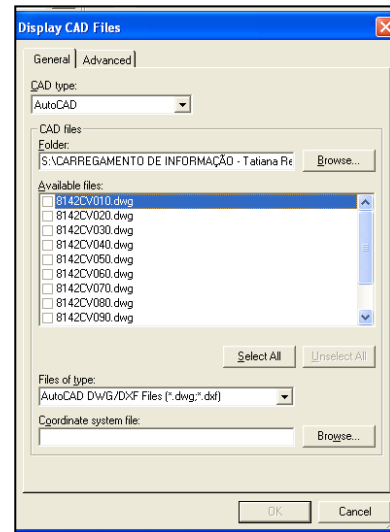 Display CAD Files
General Advanced
CAD type:
AutoCAD
CAD files
Folder:
S:\CARREGAMENTO DE INFORMAÇÃO - Tatiana Re Browse...
Available files:
8142CV010.dwg
8142CV020.dwg
8142CV030.dwg
8142CV040.dwg
8142CV050.dwg
8142CV060.dwg
8142CV070.dwg
8142CV080.dwg
8142CV090.dwg
Select All Unselect All
Files of type:
AutoCAD DWG/DXF Files (*.dwg;*.dxf)
Coordinate system file:
Browse...
OK Cancel